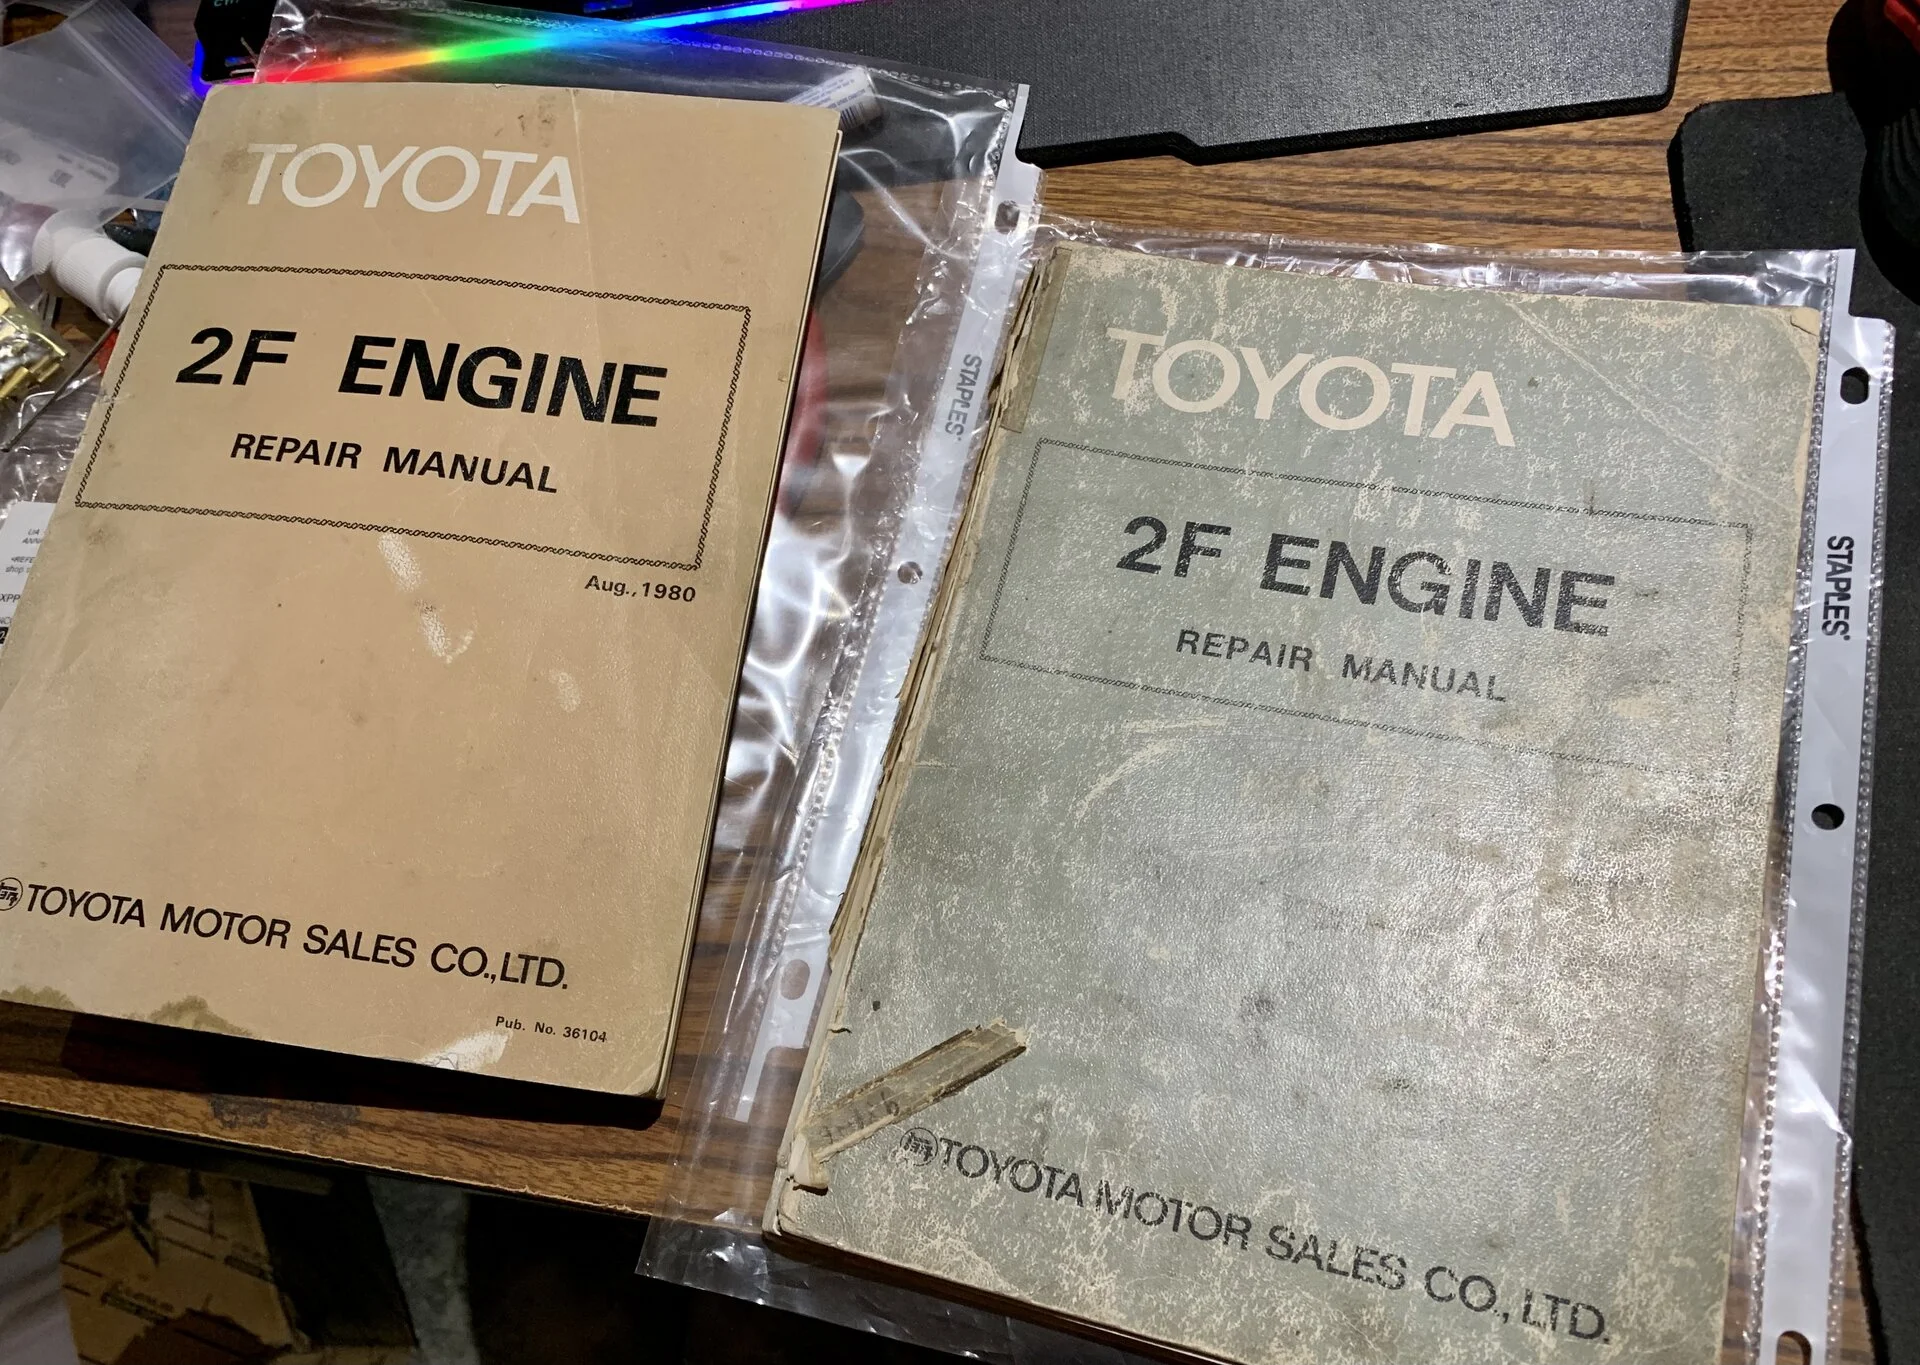 TOYOTA
2F ENGINE
REPAIR MANUAL
Aug., 1980
TOYOTA MOTOR SALES CO.,LTD.
Pub. No. 36104
STAPLES
TOYOTA
2F ENGINE
REPAIR MANUAL
TOYOTA MOTOR SALES CO., LTD.
STAPLES